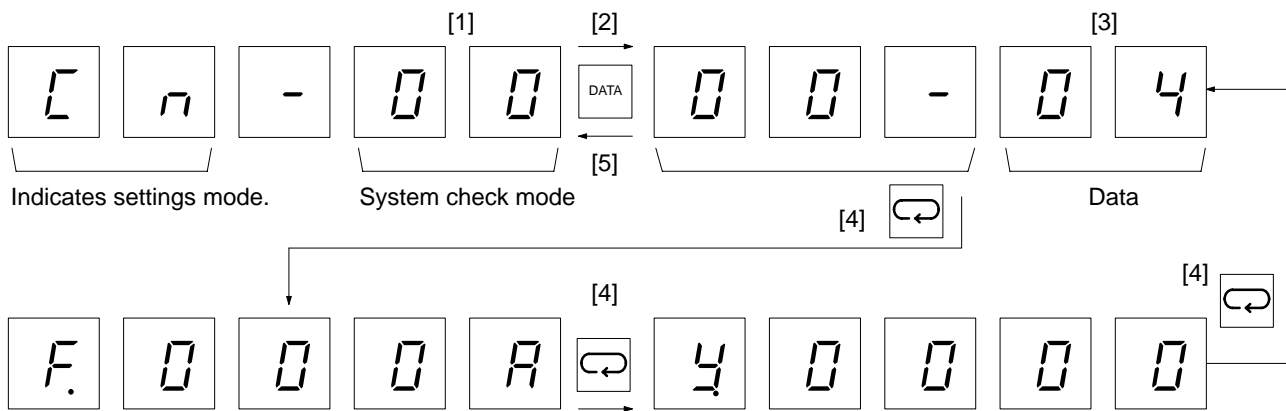 [1] [2] [3]
C n - 0 0 DATA 0 0 - 0 4
[5]
Indicates settings mode. System check mode Data
[4]
[4] [4]
F. 0 0 0 A y. 0 0 0 0